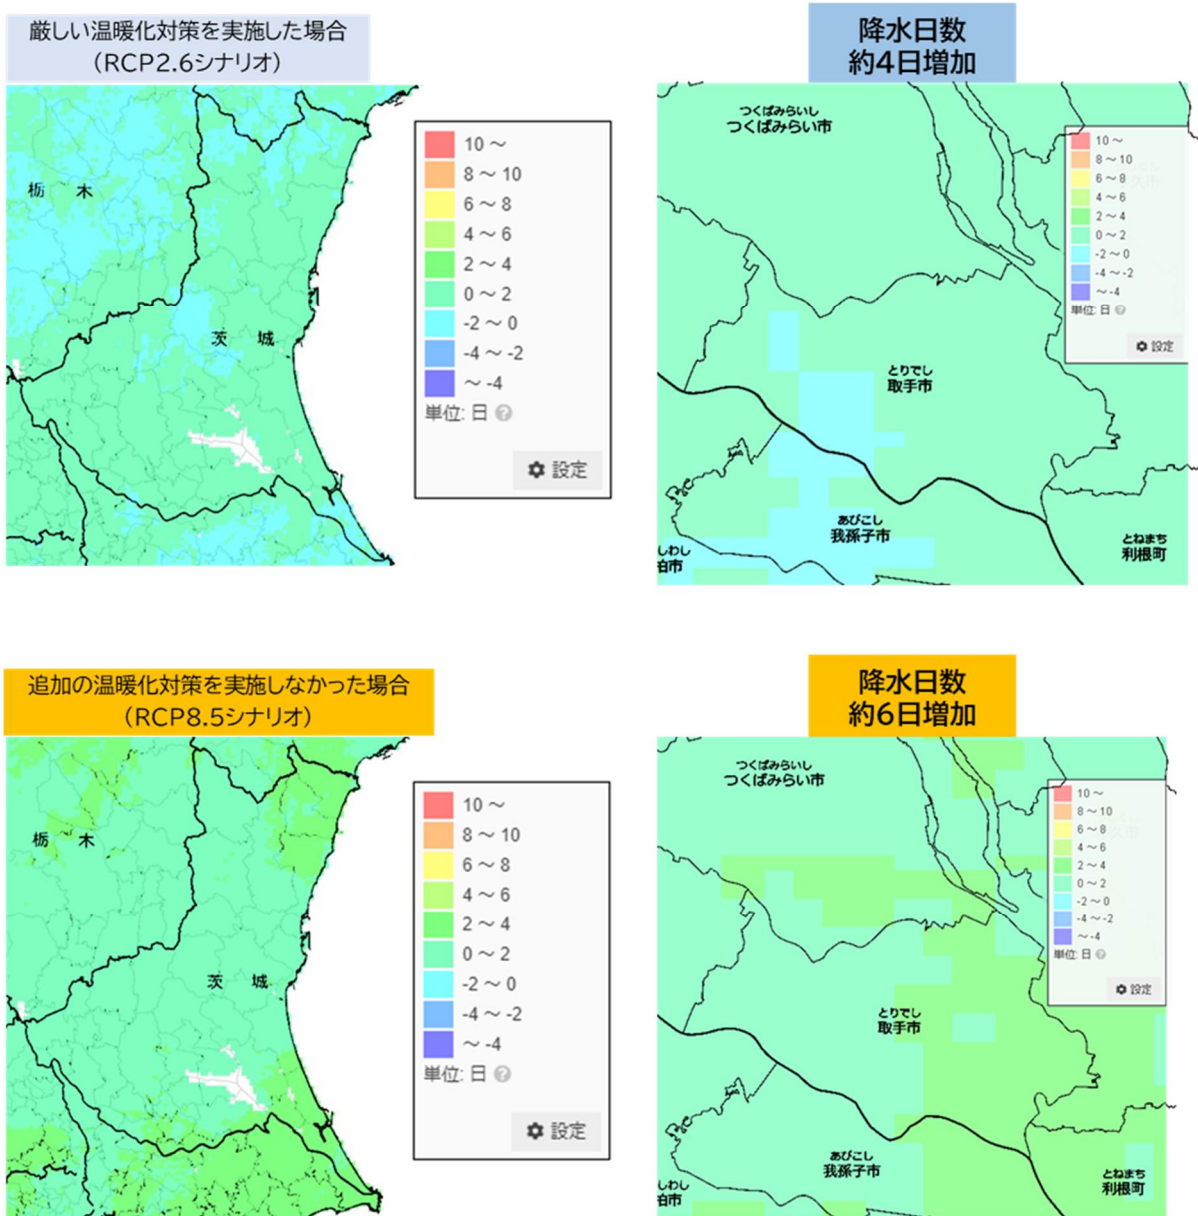 厳しい温暖化対策を実施した場合
（RCP2.6シナリオ）
降水日数
約4日増加
栃 木
茨 城
10～
8～10
6～8
4～6
2～4
0～2
-2～0
-4～-2
～-4
単位: 日
設定
つくばみらいし
つくばみらい市
とりでし
取手市
あびこし
我孫子市
しわし
柏市
とねまち
利根町
10～
8～10
6～8
4～6
2～4
0～2
-2～0
-4～-2
～-4
単位: 日
設定
追加の温暖化対策を実施しなかった場合
（RCP8.5シナリオ）
降水日数
約6日増加
栃 木
茨 城
10～
8～10
6～8
4～6
2～4
0～2
-2～0
-4～-2
～-4
単位: 日
設定
つくばみらいし
つくばみらい市
とりでし
取手市
あびこし
我孫子市
しわし
柏市
とねまち
利根町
10～
8～10
6～8
4～6
2～4
0～2
-2～0
-4～-2
～-4
単位: 日
設定